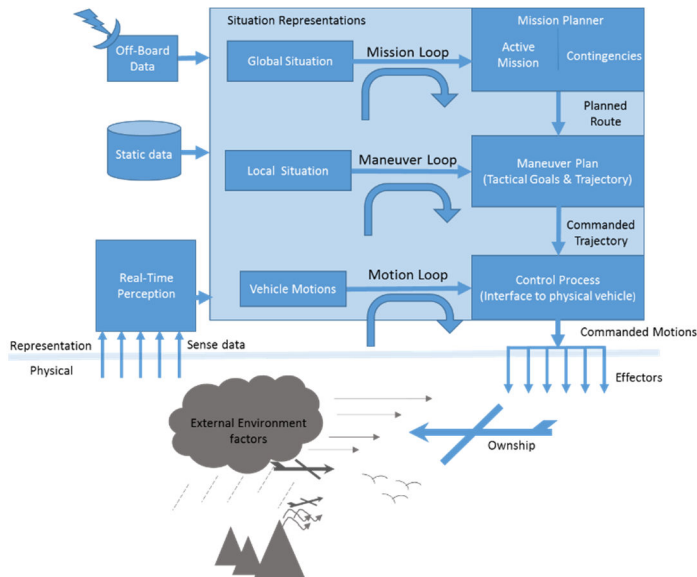 Situation Representations
Mission Planner
Off-Board
Data
Global Situation
Mission Loop
Active
Mission
Contingencies
Planned
Route
Static data
Local Situation
Maneuver Loop
Maneuver Plan
(Tactical Goals & Trajectory)
Commanded
Trajectory
Real-Time
Perception
Vehicle Motions
Motion Loop
Control Process
(Interface to physical vehicle)
Representation
Sense data
Commanded Motions
Physical
Effectors
External Environment
factors
Ownship